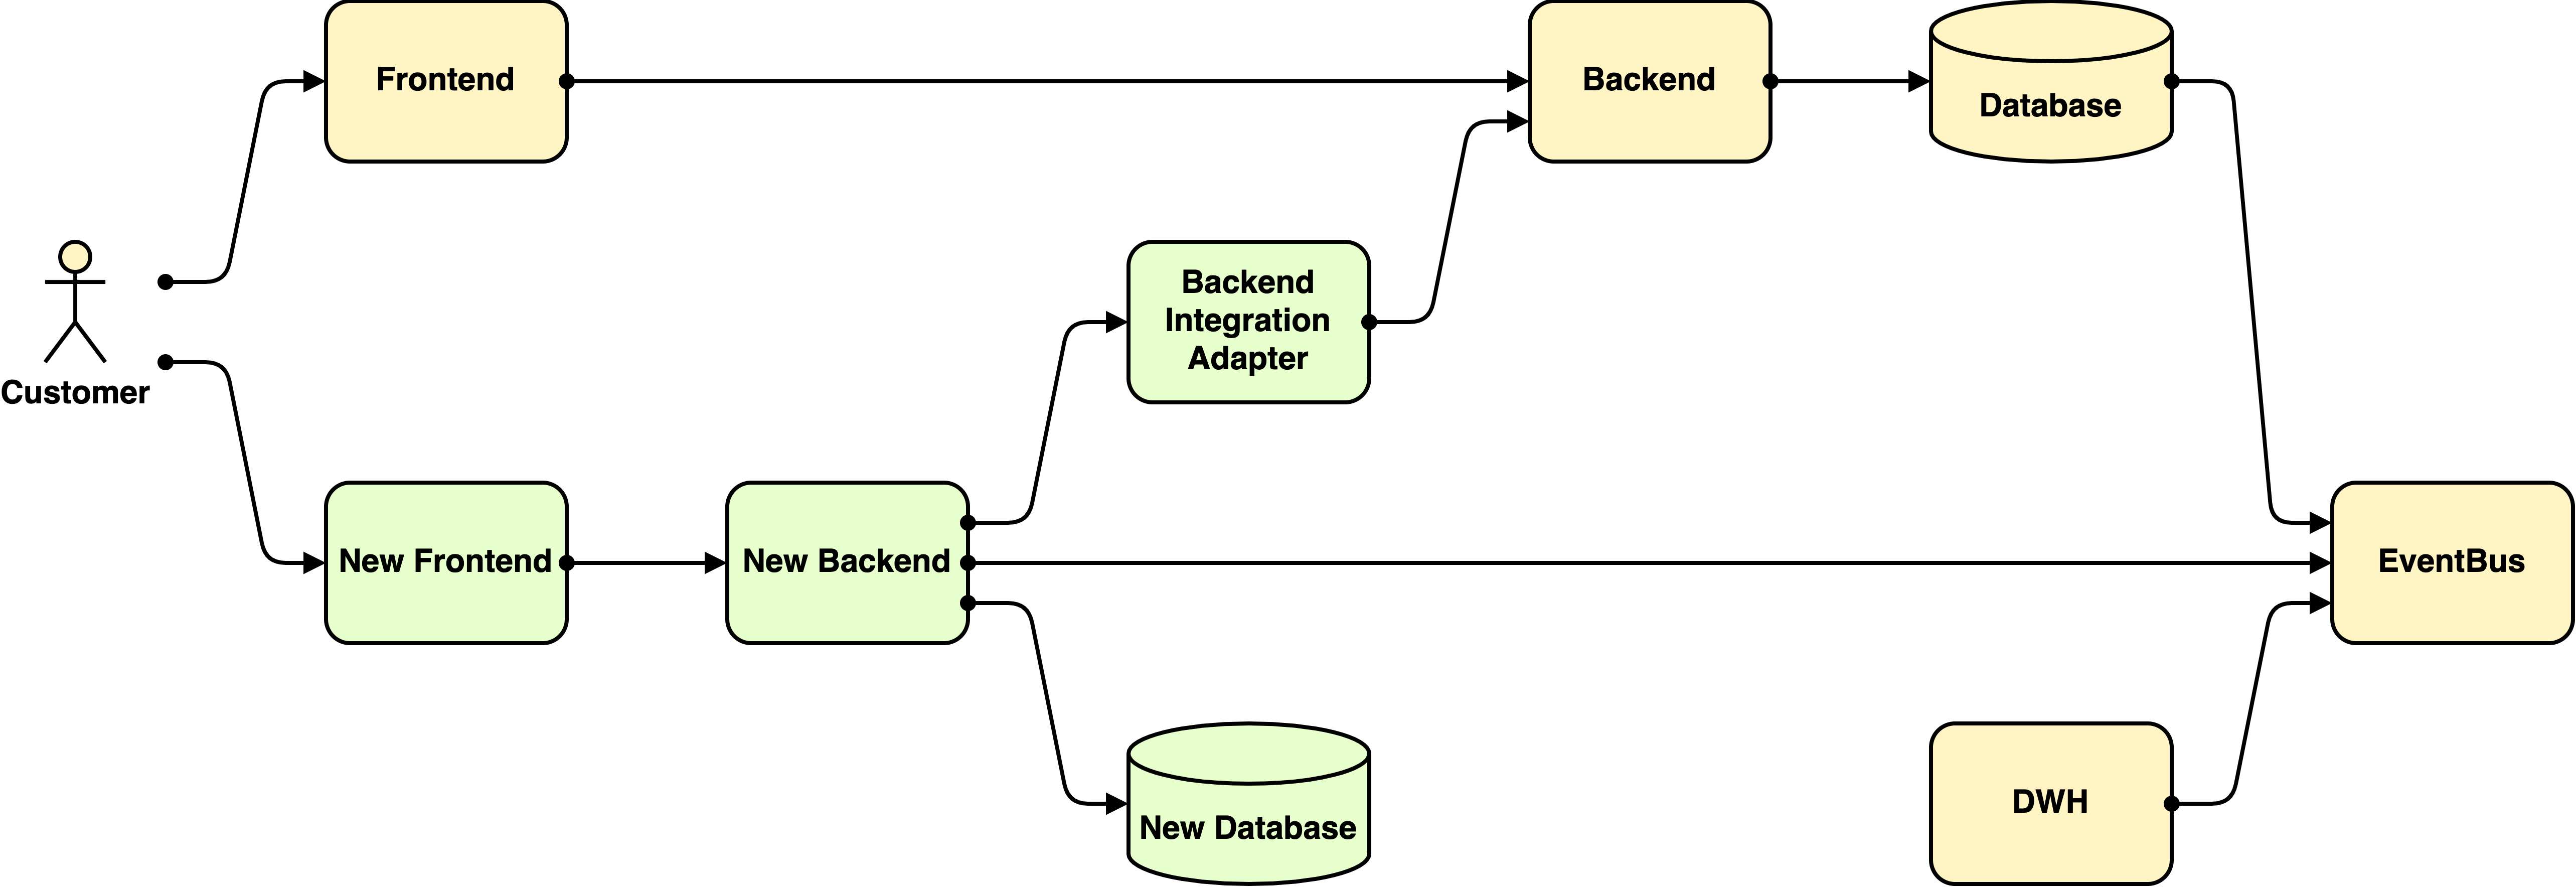 Frontend
Backend
Database
Backend
Integration
Adapter
Customer
New Frontend
New Backend
EventBus
New Database
DWH